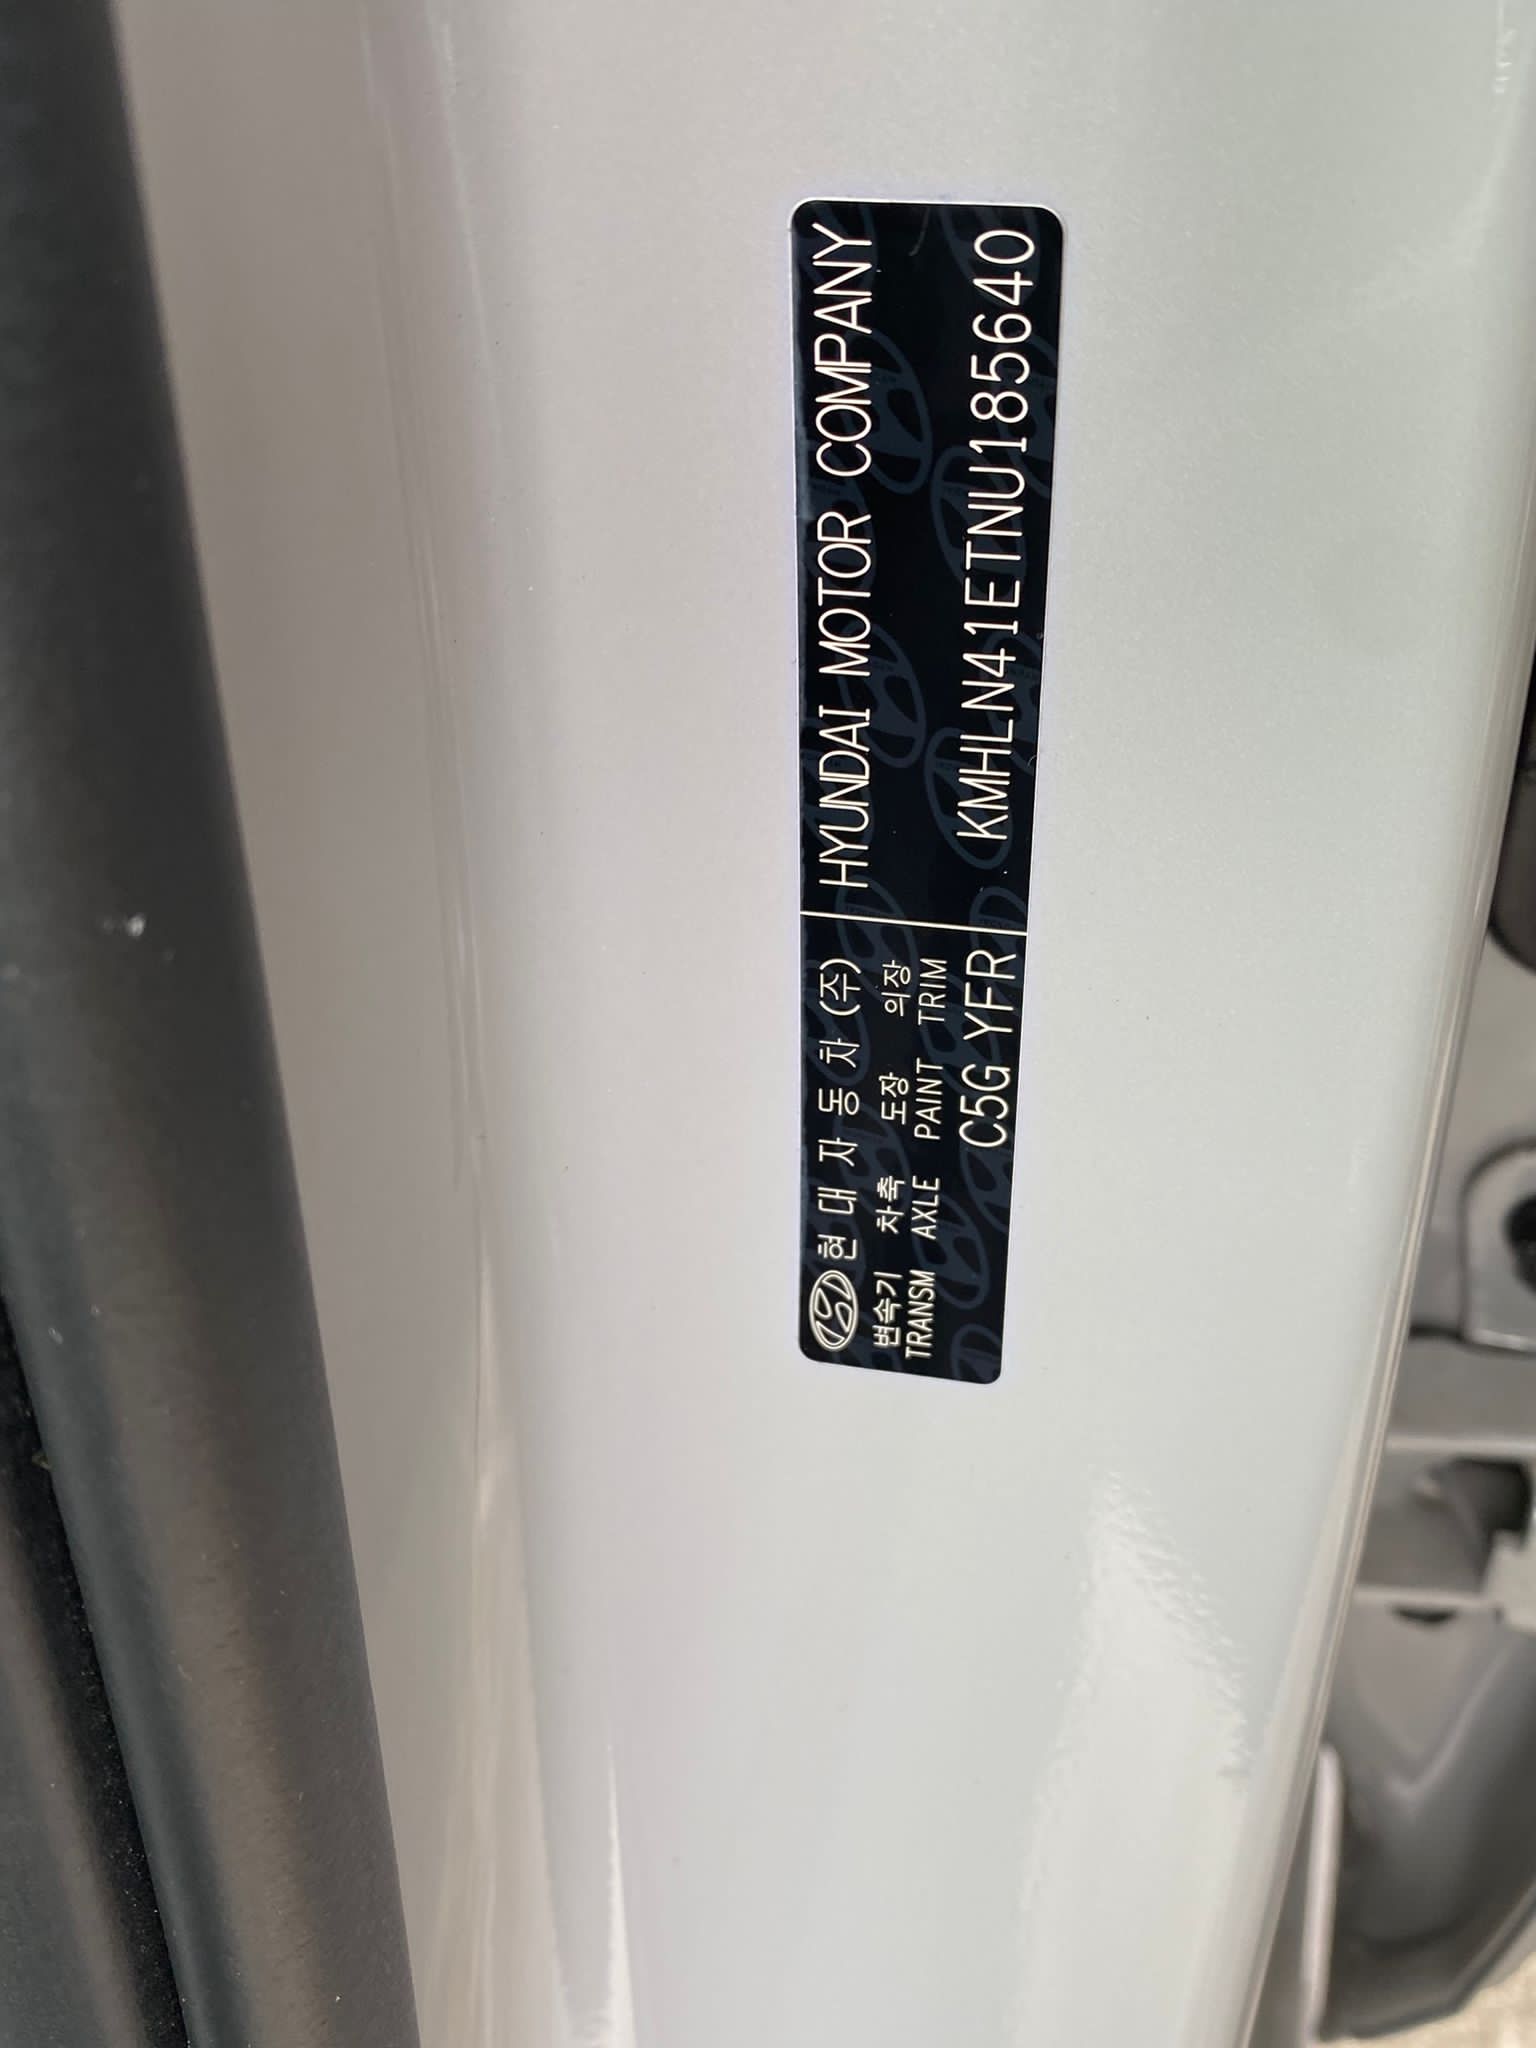 현대자동차(주) HYUNDAI MOTOR COMPANY
변속기 차축 도장 의장
TRANSM AXLE PAINT TRIM
C5G YFR KMHLN41ETNU185640